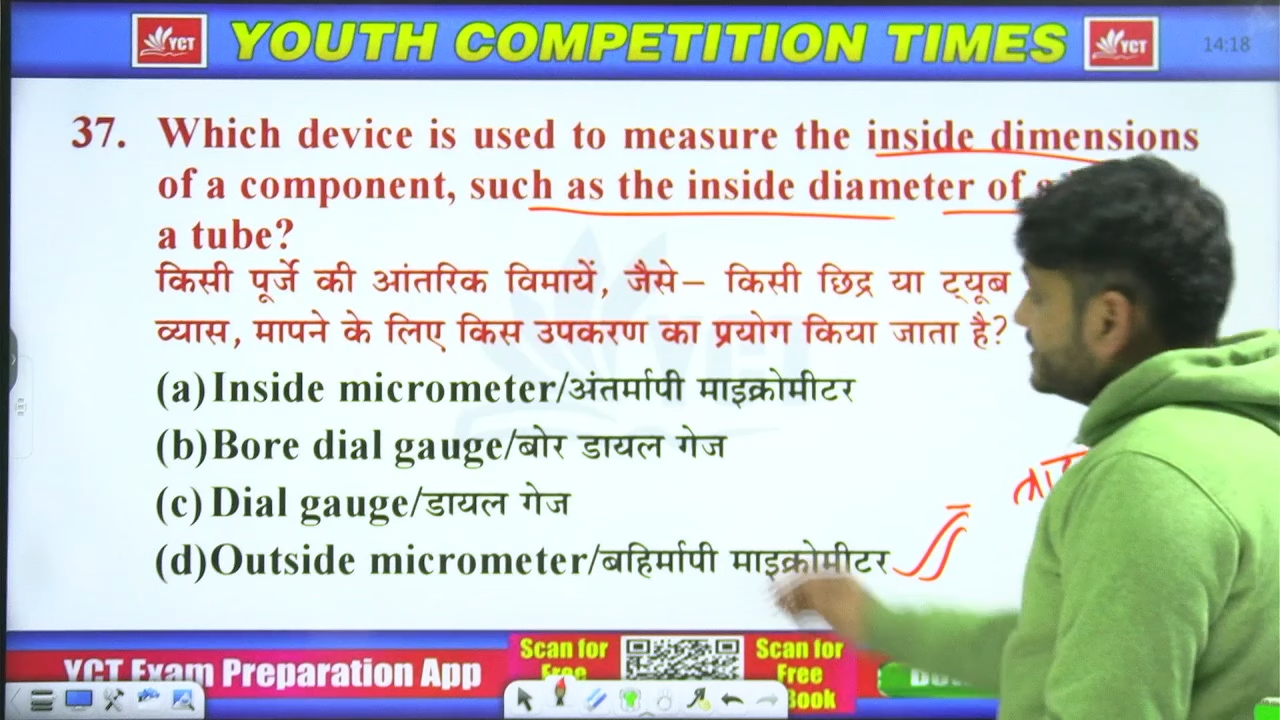 YCT
YOUTH COMPETITION TIMES
YCT
14:18
37. Which device is used to measure the inside dimensions
of a component, such as the inside diameter of
a tube?
किसी पूर्जे की आंतरिक विमायें, जैसे– किसी छिद्र या ट्यूब
व्यास, मापने के लिए किस उपकरण का प्रयोग किया जाता है?
(a) Inside micrometer/अंतर्मापी माइक्रोमीटर
(b) Bore dial gauge/बोर डायल गेज
(c) Dial gauge/डायल गेज
(d) Outside micrometer/बहिर्मापी माइक्रोमीटर
YCT Exam Preparation App
Scan for
Free
Scan for
Free
Book